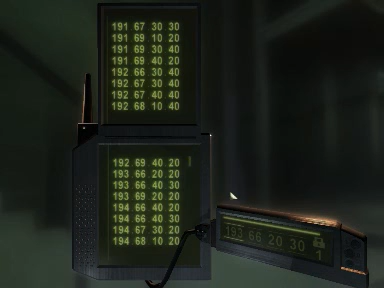 191 67 30 30
191 69 10 20
191 69 30 40
191 69 40 20
192 66 30 40
192 67 30 40
192 67 40 40
192 68 10 40
192 69 40 20
193 66 30 20
193 66 40 30
193 69 20 20
194 66 40 20
194 66 40 30
194 67 30 20
194 68 10 20
193 66 20 30
1